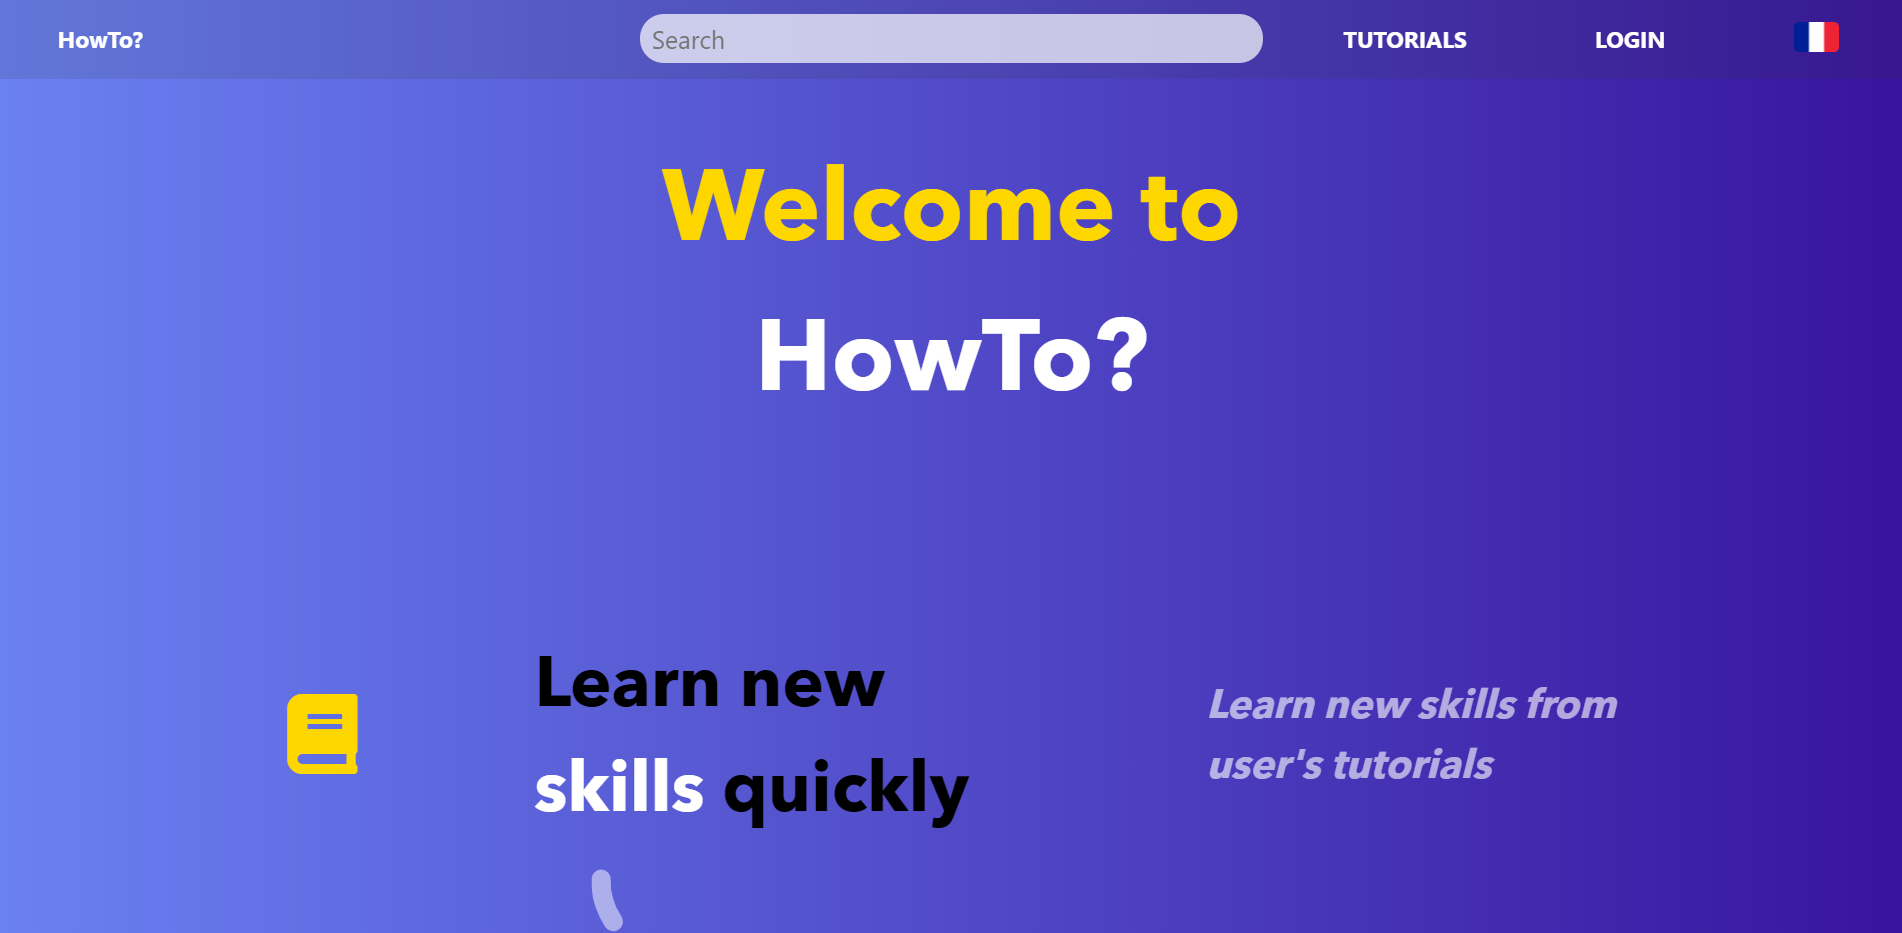 HowTo?
Search
TUTORIALS
LOGIN
Welcome to
HowTo?
Learn new
skills quickly
Learn new skills from
user's tutorials